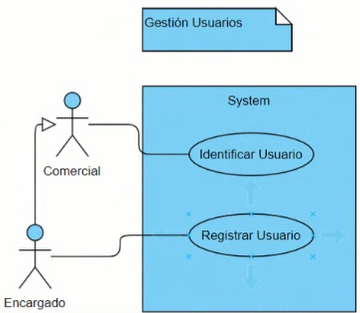 Gestión Usuarios
System
Identificar Usuario
Comercial
Registrar Usuario
Encargado